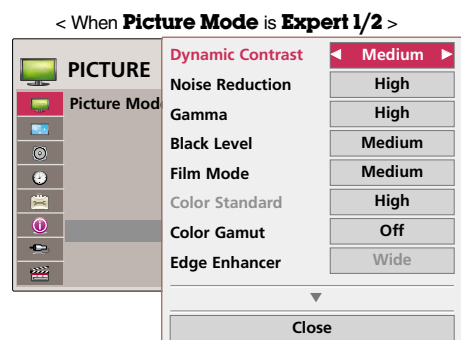 < When Picture Mode is Expert 1/2 >
PICTURE
Picture Mod
Dynamic Contrast ◀ Medium ▶
Noise Reduction High
Gamma High
Black Level Medium
Film Mode Medium
Color Standard High
Color Gamut Off
Edge Enhancer Wide
▼
Close